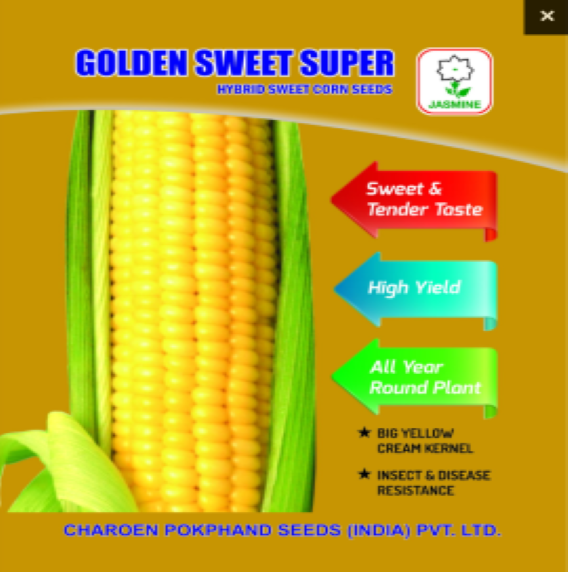 GOLDEN SWEET SUPER
HYBRID SWEET CORN SEEDS
JASMINE
Sweet &
Tender Taste
High Yield
All Year
Round Plant
★ BIG YELLOW
CREAM KERNEL
★ INSECT & DISEASE
RESISTANCE
CHAROEN POKPHAND SEEDS (INDIA) PVT. LTD.